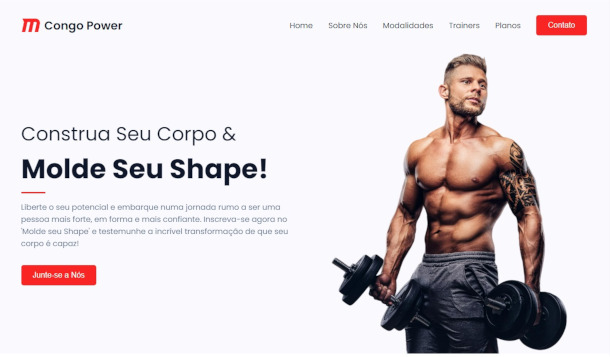 Congo Power
Home Sobre Nós Modalidades Trainers Planos Contato
Construa Seu Corpo &
Molde Seu Shape!
Liberte o seu potencial e embarque numa jornada rumo a ser uma
pessoa mais forte, em forma e mais confiante. Inscreva-se agora no
'Molde seu Shape' e testemunhe a incrível transformação de que seu
corpo é capaz!
Junte-se a Nós